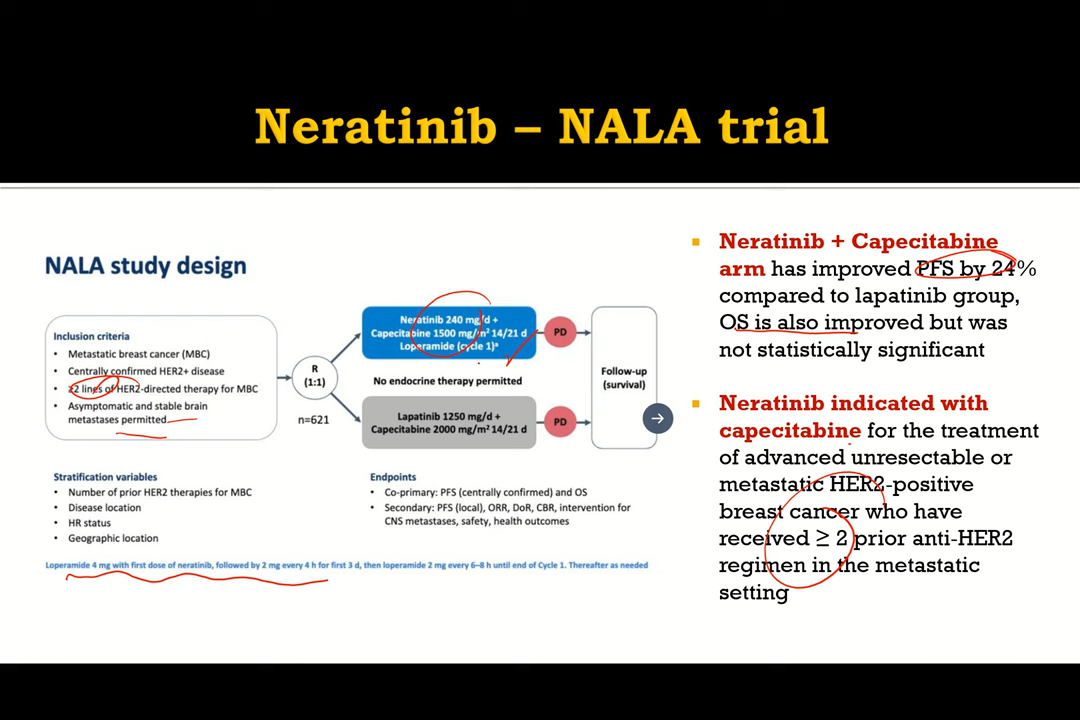 Neratinib – NALA trial
NALA study design
Inclusion criteria
• Metastatic breast cancer (MBC)
• Centrally confirmed HER2+ disease
• ≥2 lines of HER2-directed therapy for MBC
• Asymptomatic and stable brain
metastases permitted
R
(1:1)
n=621
Neratinib 240 mg/d +
Capecitabine 1500 mg/m² 14/21 d
Loperamide (cycle 1)ª
PD
No endocrine therapy permitted
Lapatinib 1250 mg/d +
Capecitabine 2000 mg/m² 14/21 d
PD
Follow-up
(survival)
Stratification variables
• Number of prior HER2 therapies for MBC
• Disease location
• HR status
• Geographic location
Endpoints
• Co-primary: PFS (centrally confirmed) and OS
• Secondary: PFS (local), ORR, DoR, CBR, intervention for
CNS metastases, safety, health outcomes
Loperamide 4 mg with first dose of neratinib, followed by 2 mg every 4 h for first 3 d, then loperamide 2 mg every 6–8 h until end of Cycle 1. Thereafter as needed
Neratinib + Capecitabine
arm has improved PFS by 24%
compared to lapatinib group,
OS is also improved but was
not statistically significant
Neratinib indicated with
capecitabine for the treatment
of advanced unresectable or
metastatic HER2-positive
breast cancer who have
received ≥ 2 prior anti-HER2
regimen in the metastatic
setting